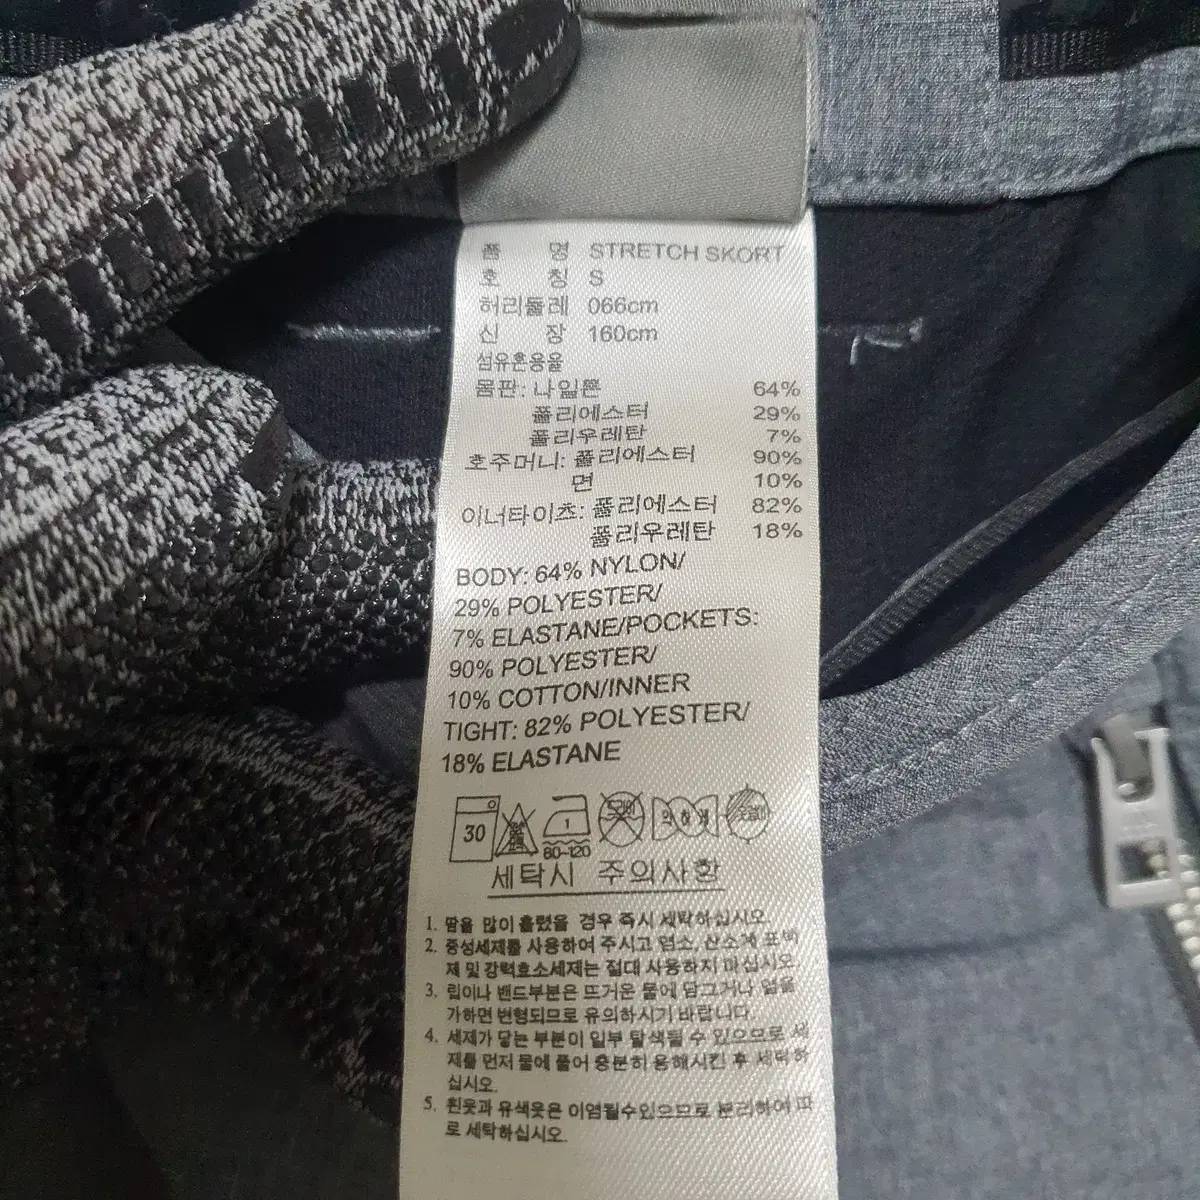 품 명 STRETCH SKORT
호 칭 S
허리둘레 066cm
신 장 160cm
섬유혼용율
몸판: 나일론 64%
폴리에스터 29%
폴리우레탄 7%
호주머니: 폴리에스터 90%
면 10%
이너타이츠: 폴리에스터 82%
폴리우레탄 18%
BODY: 64% NYLON/
29% POLYESTER/
7% ELASTANE/POCKETS:
90% POLYESTER/
10% COTTON/INNER
TIGHT: 82% POLYESTER/
18% ELASTANE
30 1 80-120
세탁시 주의사항
1. 땀을 많이 흘렸을 경우 즉시 세탁하십시오.
2. 중성세제를 사용하여 주시고 염소, 산소계 표백
제 및 강력효소세제는 절대 사용하지 마십시오.
3. 립이나 밴드부분은 뜨거운 물에 담그거나 열을
가하면 변형되므로 유의하시기 바랍니다.
4. 세제가 닿는 부분이 일부 탈색될 수 있으므로 세
제를 먼저 물에 풀어 충분히 용해시킨 후 세탁하
십시오.
5. 흰옷과 유색옷은 이염될수있으므로 분리하여 따
로 세탁하십시오.